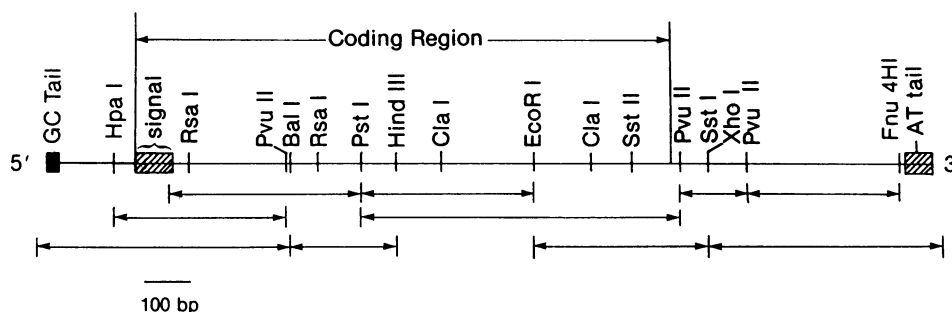 Coding Region
GC Tail
Hpa I
signal
Rsa I
Pvu II
Bal I
Rsa I
Pst I
Hind III
Cla I
EcoR I
Cla I
Sst II
Pvu II
Sst I
Xho I
Pvu II
Fnu 4HI
AT tail
5′
3′
100 bp